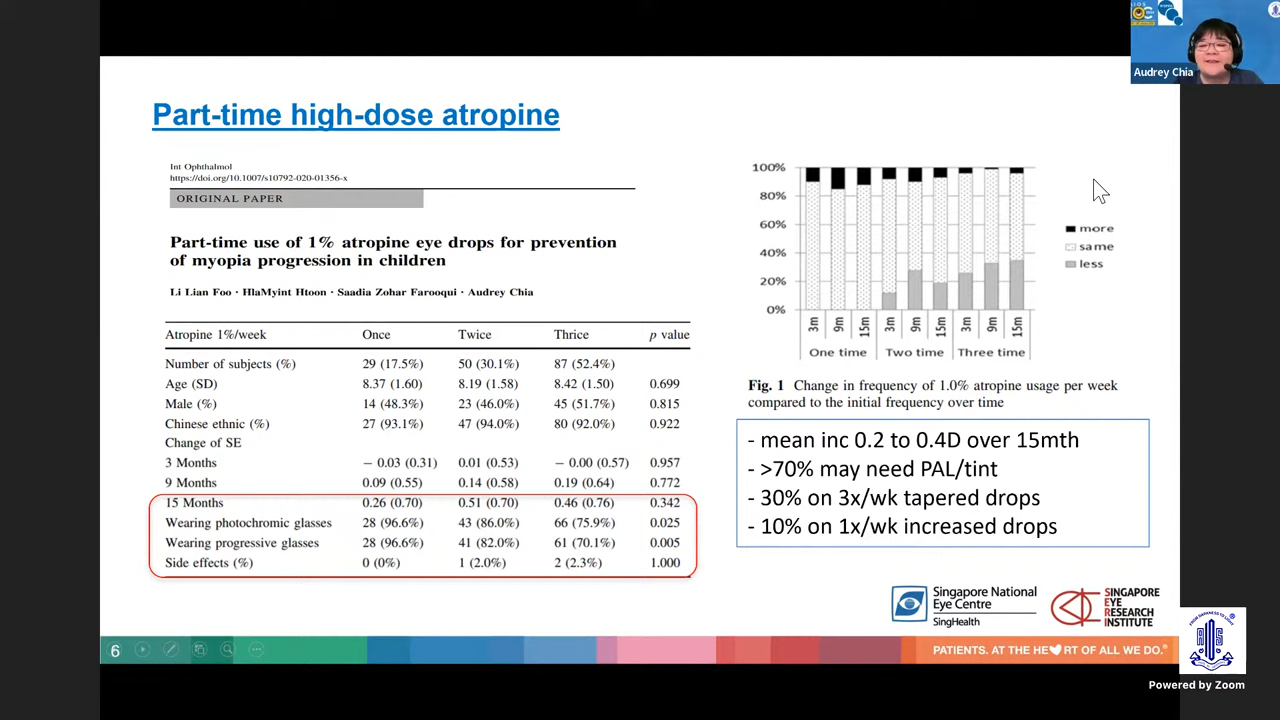 Audrey Chia
Part-time high-dose atropine
Int Ophthalmol
https://doi.org/10.1007/s10792-020-01356-x
ORIGINAL PAPER
Part-time use of 1% atropine eye drops for prevention
of myopia progression in children
Li Lian Foo · HlaMyint Htoon · Saadia Zohar Farooqui · Audrey Chia
Atropine 1%/week Once Twice Thrice p value
Number of subjects (%) 29 (17.5%) 50 (30.1%) 87 (52.4%)
Age (SD) 8.37 (1.60) 8.19 (1.58) 8.42 (1.50) 0.699
Male (%) 14 (48.3%) 23 (46.0%) 45 (51.7%) 0.815
Chinese ethnic (%) 27 (93.1%) 47 (94.0%) 80 (92.0%) 0.922
Change of SE
3 Months − 0.03 (0.31) 0.01 (0.53) − 0.00 (0.57) 0.957
9 Months 0.09 (0.55) 0.14 (0.58) 0.19 (0.64) 0.772
15 Months 0.26 (0.70) 0.51 (0.70) 0.46 (0.76) 0.342
Wearing photochromic glasses 28 (96.6%) 43 (86.0%) 66 (75.9%) 0.025
Wearing progressive glasses 28 (96.6%) 41 (82.0%) 61 (70.1%) 0.005
Side effects (%) 0 (0%) 1 (2.0%) 2 (2.3%) 1.000
100%
80%
60%
40%
20%
0%
more
same
less
3m 9m 15m 3m 9m 15m 3m 9m 15m
One time Two time Three time
Fig. 1 Change in frequency of 1.0% atropine usage per week
compared to the initial frequency over time
- mean inc 0.2 to 0.4D over 15mth
- >70% may need PAL/tint
- 30% on 3x/wk tapered drops
- 10% on 1x/wk increased drops
Singapore National
Eye Centre
SingHealth
SINGAPORE
EYE
RESEARCH
INSTITUTE
6
PATIENTS. AT THE HE RT OF ALL WE DO.®
Powered by Zoom